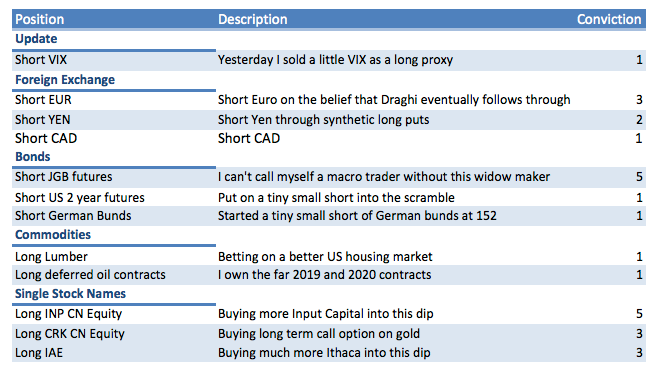 Position Description Conviction
Update
Short VIX Yesterday I sold a little VIX as a long proxy 1
Foreign Exchange
Short EUR Short Euro on the belief that Draghi eventually follows through 3
Short YEN Short Yen through synthetic long puts 2
Short CAD Short CAD 1
Bonds
Short JGB futures I can't call myself a macro trader without this widow maker 5
Short US 2 year futures Put on a tiny small short into the scramble 1
Short German Bunds Started a tiny small short of German bunds at 152 1
Commodities
Long Lumber Betting on a better US housing market 1
Long deferred oil contracts I own the far 2019 and 2020 contracts 1
Single Stock Names
Long INP CN Equity Buying more Input Capital into this dip 5
Long CRK CN Equity Buying long term call option on gold 3
Long IAE Buying much more Ithaca into this dip 3